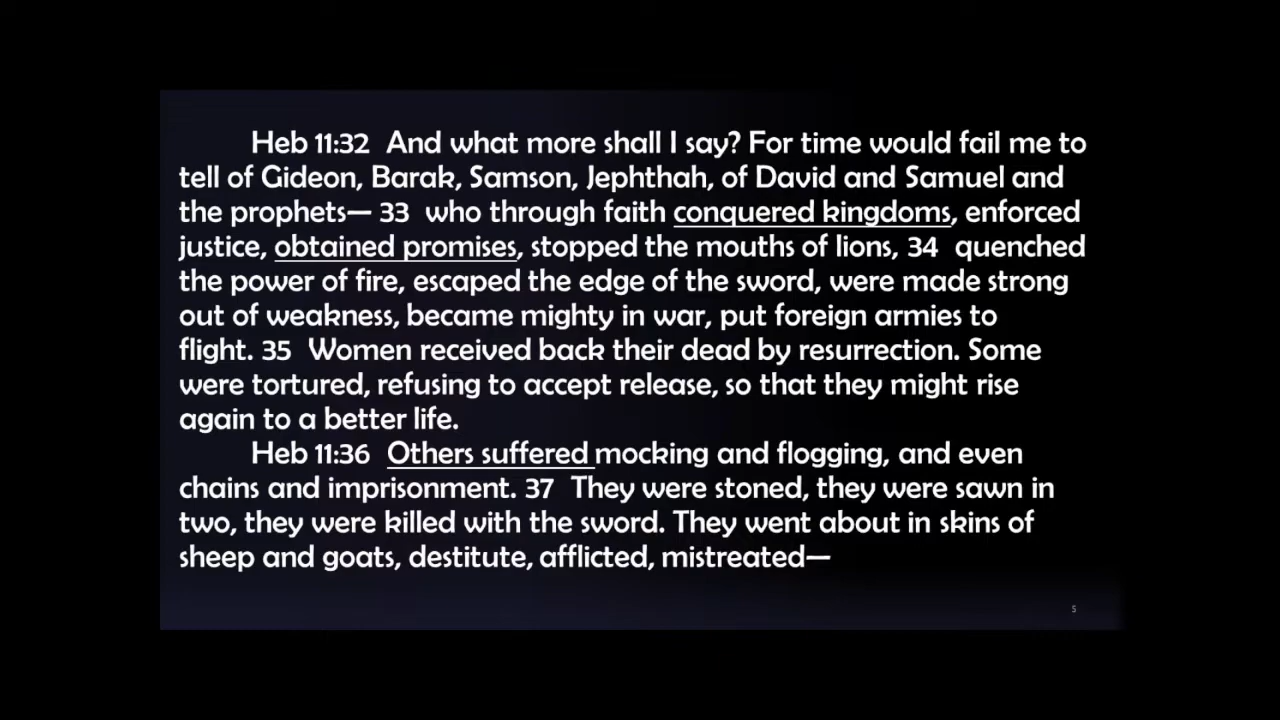 Heb 11:32 And what more shall I say? For time would fail me to
tell of Gideon, Barak, Samson, Jephthah, of David and Samuel and
the prophets— 33 who through faith conquered kingdoms, enforced
justice, obtained promises, stopped the mouths of lions, 34 quenched
the power of fire, escaped the edge of the sword, were made strong
out of weakness, became mighty in war, put foreign armies to
flight. 35 Women received back their dead by resurrection. Some
were tortured, refusing to accept release, so that they might rise
again to a better life.
Heb 11:36 Others suffered mocking and flogging, and even
chains and imprisonment. 37 They were stoned, they were sawn in
two, they were killed with the sword. They went about in skins of
sheep and goats, destitute, afflicted, mistreated—
5